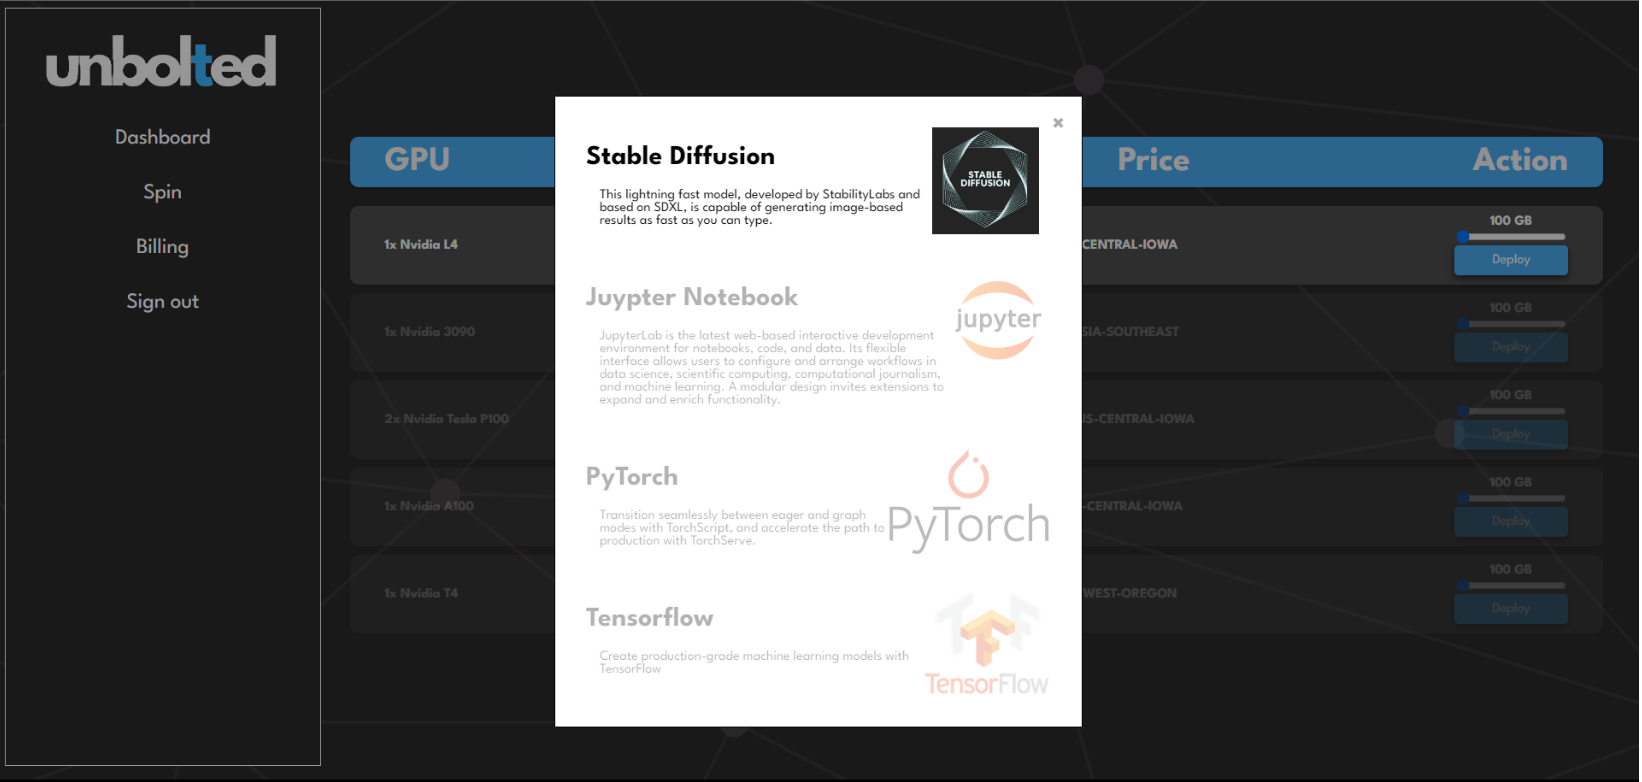 unbolted
Dashboard
Spin
Billing
Sign out
GPU
Price
Action
1x Nvidia L4
CENTRAL-IOWA
100 GB
Deploy
1x Nvidia 3090
SIA-SOUTHEAST
100 GB
Deploy
2x Nvidia Tesla P100
JS-CENTRAL-IOWA
100 GB
Deploy
1x Nvidia A100
-CENTRAL-IOWA
100 GB
Deploy
1x Nvidia T4
WEST-OREGON
100 GB
Deploy
×
Stable Diffusion
This lightning fast model, developed by StabilityLabs and
based on SDXL, is capable of generating image-based
results as fast as you can type.
STABLE
DIFFUSION
Juypter Notebook
JupyterLab is the latest web-based interactive development
environment for notebooks, code, and data. Its flexible
interface allows users to configure and arrange workflows in
data science, scientific computing, computational journalism,
and machine learning. A modular design invites extensions to
expand and enrich functionality.
jupyter
PyTorch
Transition seamlessly between eager and graph
modes with TorchScript, and accelerate the path to
production with TorchServe.
PyTorch
Tensorflow
Create production-grade machine learning models with
TensorFlow
TensorFlow